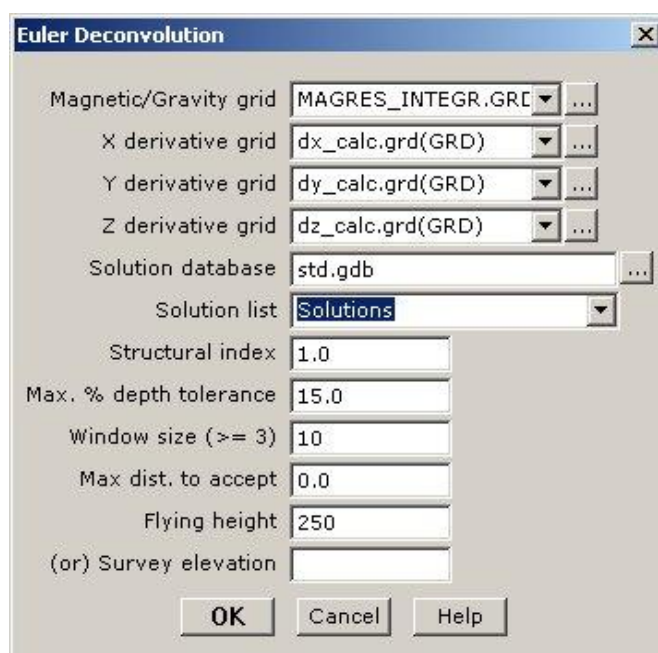 Euler Deconvolution
Magnetic/Gravity grid MAGRES_INTEGR.GRD ...
X derivative grid dx_calc.grd(GRD) ...
Y derivative grid dy_calc.grd(GRD) ...
Z derivative grid dz_calc.grd(GRD) ...
Solution database std.gdb ...
Solution list Solutions
Structural index 1.0
Max. % depth tolerance 15.0
Window size (>= 3) 10
Max dist. to accept 0.0
Flying height 250
(or) Survey elevation
OK Cancel Help